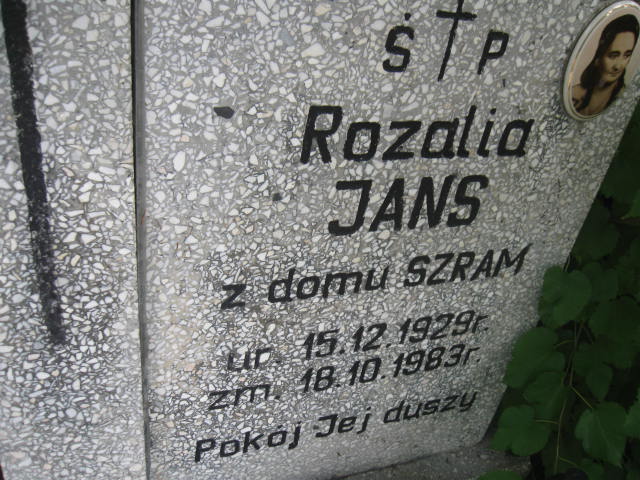 Ś P
Rozalia
JANS
z domu SZRAM
ur. 15.12.1929r.
zm. 18.10.1983r.
Pokój Jej duszy